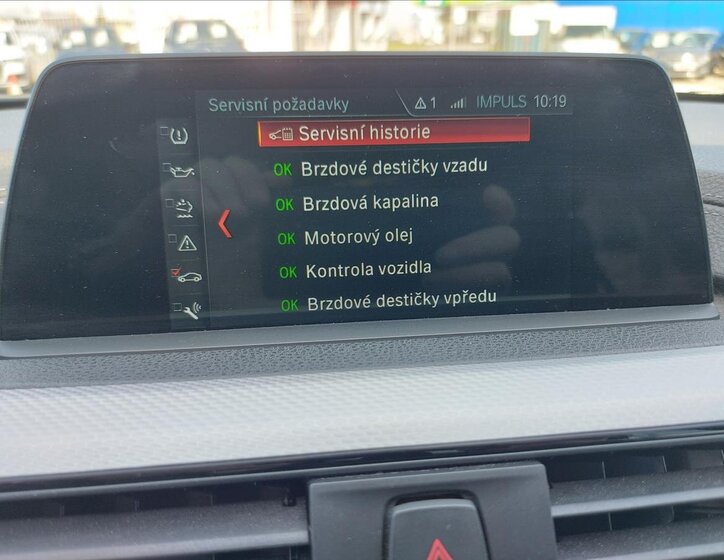 Servisní požadavky
1 IMPULS 10:19
Servisní historie
OK Brzdové destičky vzadu
OK Brzdová kapalina
OK Motorový olej
OK Kontrola vozidla
OK Brzdové destičky vpředu